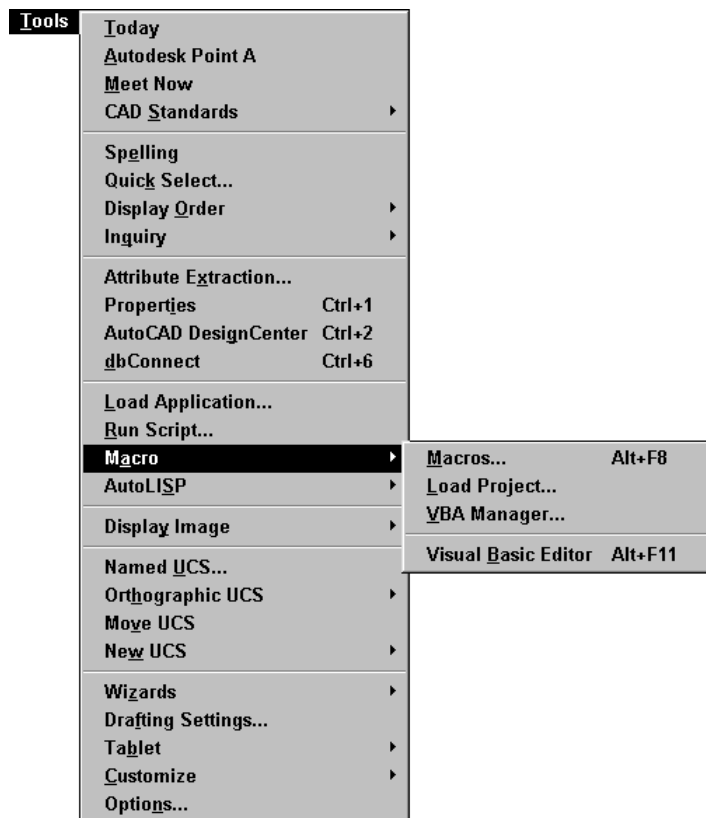 Tools
Today
Autodesk Point A
Meet Now
CAD Standards
Spelling
Quick Select...
Display Order
Inquiry
Attribute Extraction...
Properties Ctrl+1
AutoCAD DesignCenter Ctrl+2
dbConnect Ctrl+6
Load Application...
Run Script...
Macro
AutoLISP
Display Image
Named UCS...
Orthographic UCS
Move UCS
New UCS
Wizards
Drafting Settings...
Tablet
Customize
Options...
Macros... Alt+F8
Load Project...
VBA Manager...
Visual Basic Editor Alt+F11